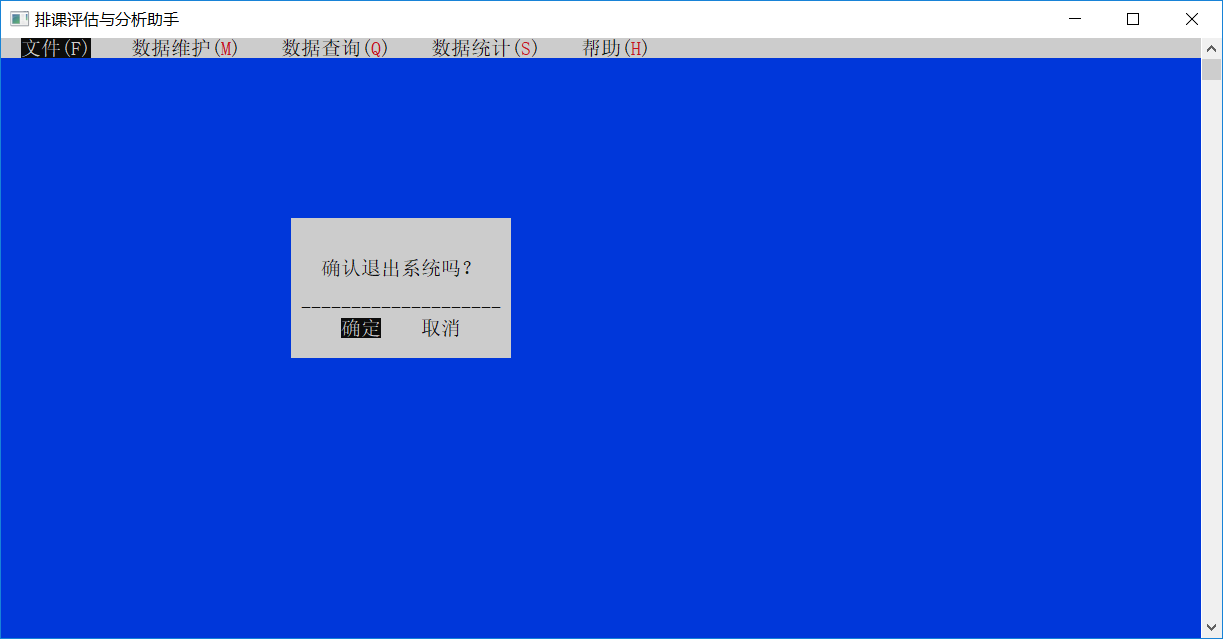 排课评估与分析助手
文件(F) 数据维护(M) 数据查询(Q) 数据统计(S) 帮助(H)
确认退出系统吗?
--------------------
确定 取消